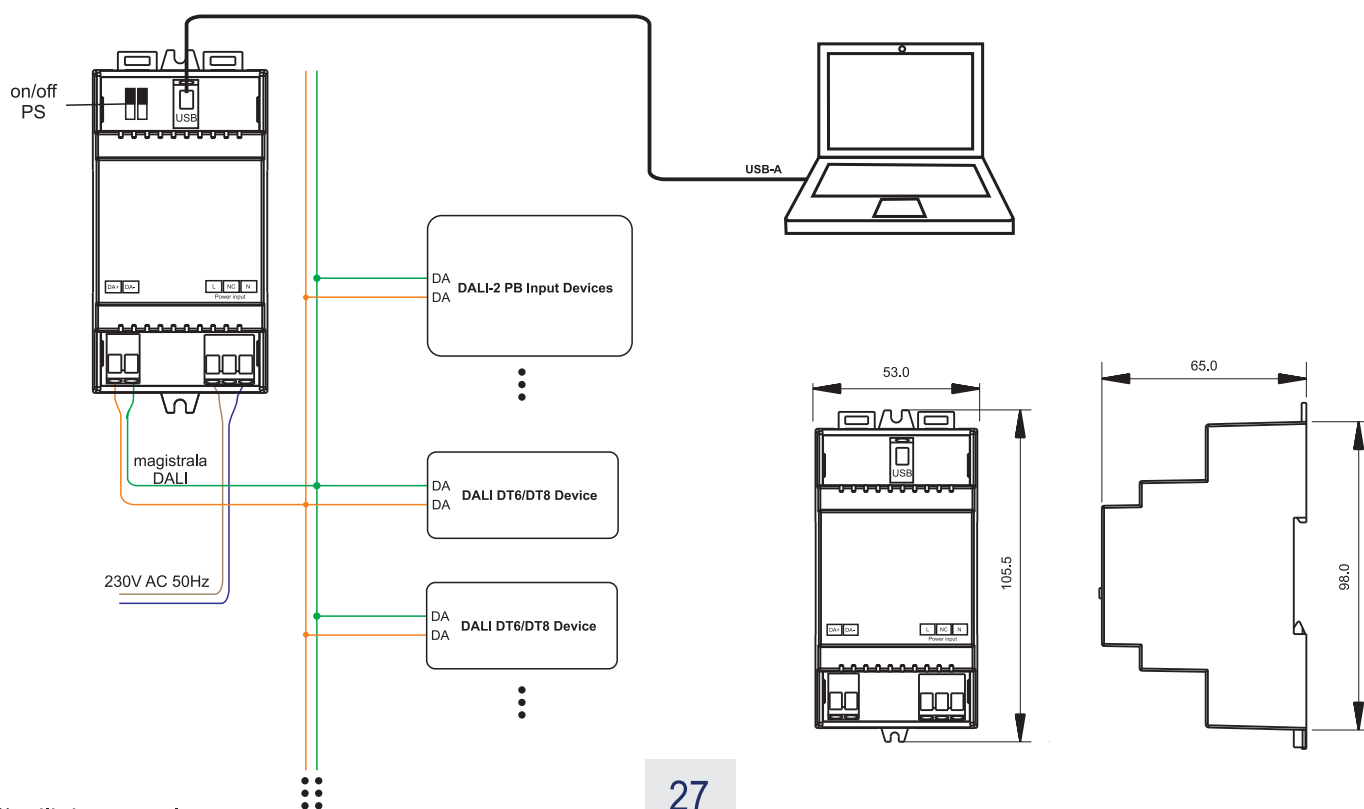 on/off
PS
USB
USB-A
DA+ DA-
L NC N
Power input
DA
DA
DALI-2 PB Input Devices
magistrala
DALI
DA
DA
DALI DT6/DT8 Device
230V AC 50Hz
DA
DA
DALI DT6/DT8 Device
53.0
65.0
USB
105.5
98.0
DA+ DA-
L NC N
Power input
27